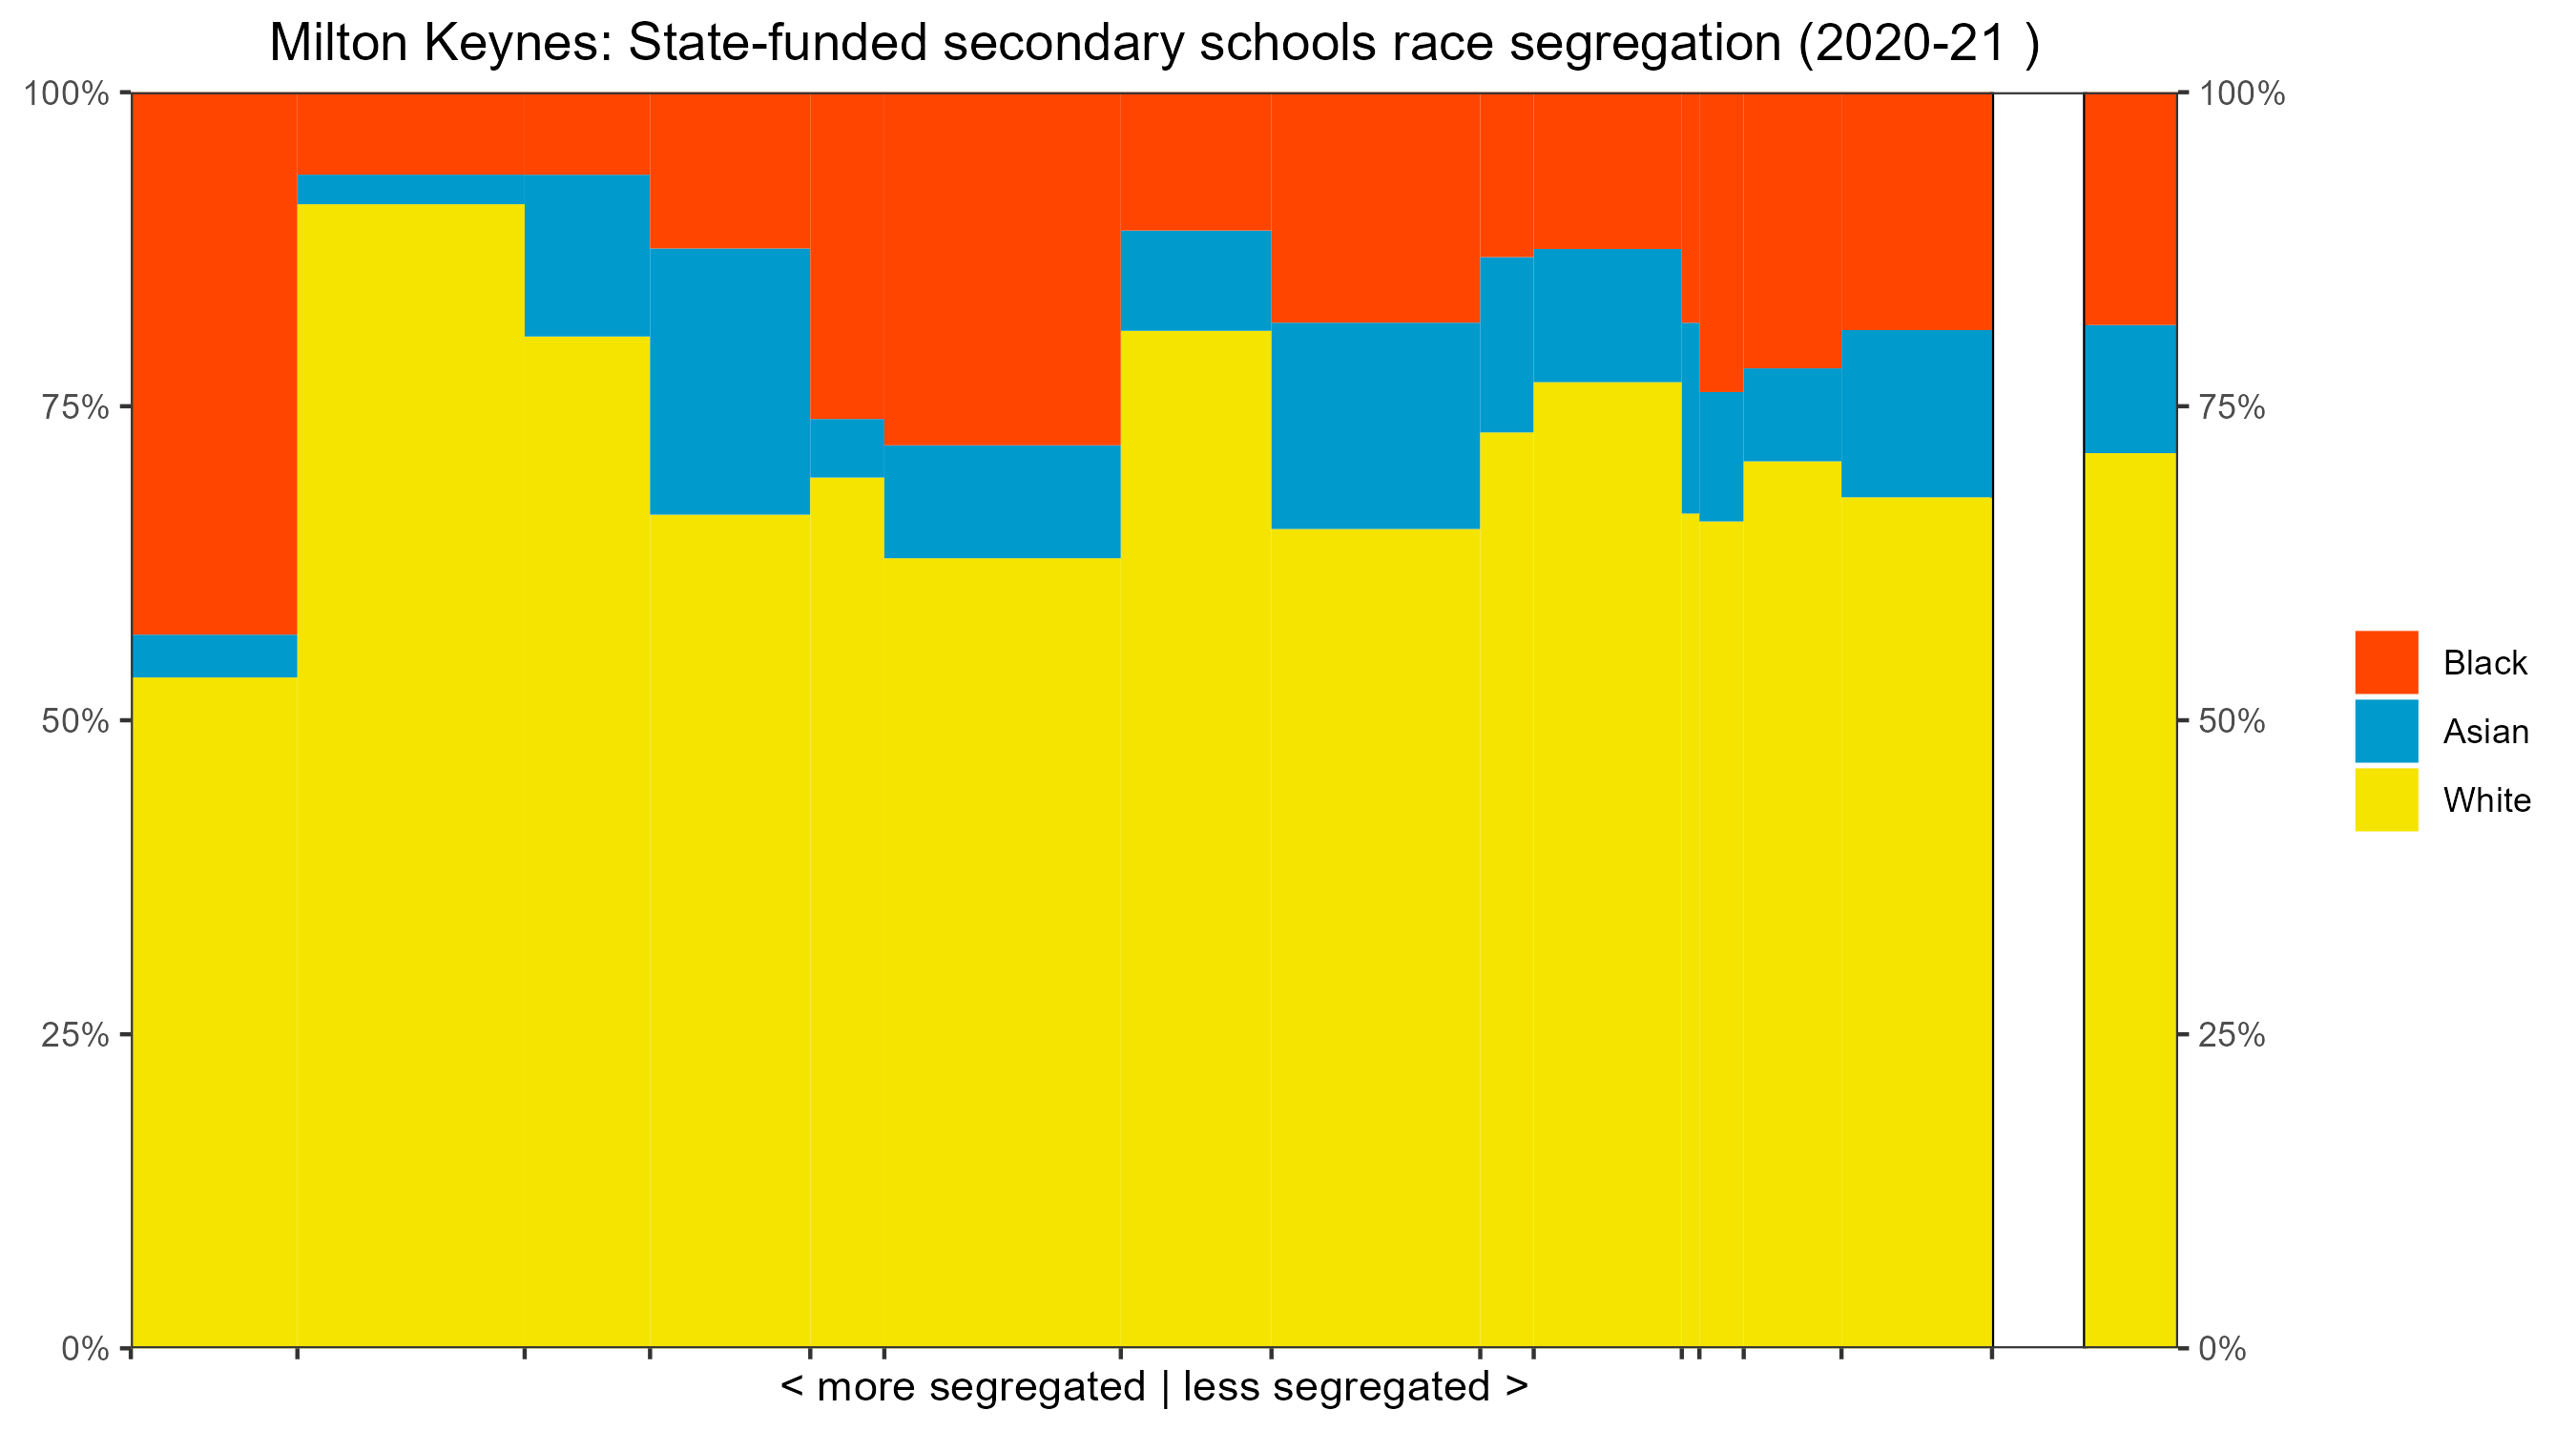 Milton Keynes: State-funded secondary schools race segregation (2020-21 )
100%
75%
50%
25%
0%
100%
75%
50%
25%
0%
Black
Asian
White
< more segregated | less segregated >